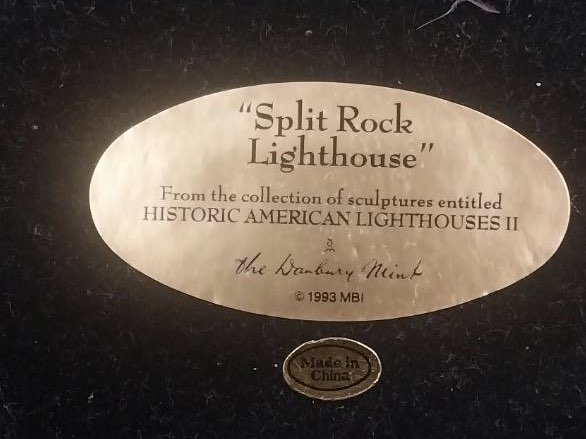 “Split Rock
Lighthouse”
From the collection of sculptures entitled
HISTORIC AMERICAN LIGHTHOUSES II
the Danbury Mint
© 1993 MBI
Made in
China